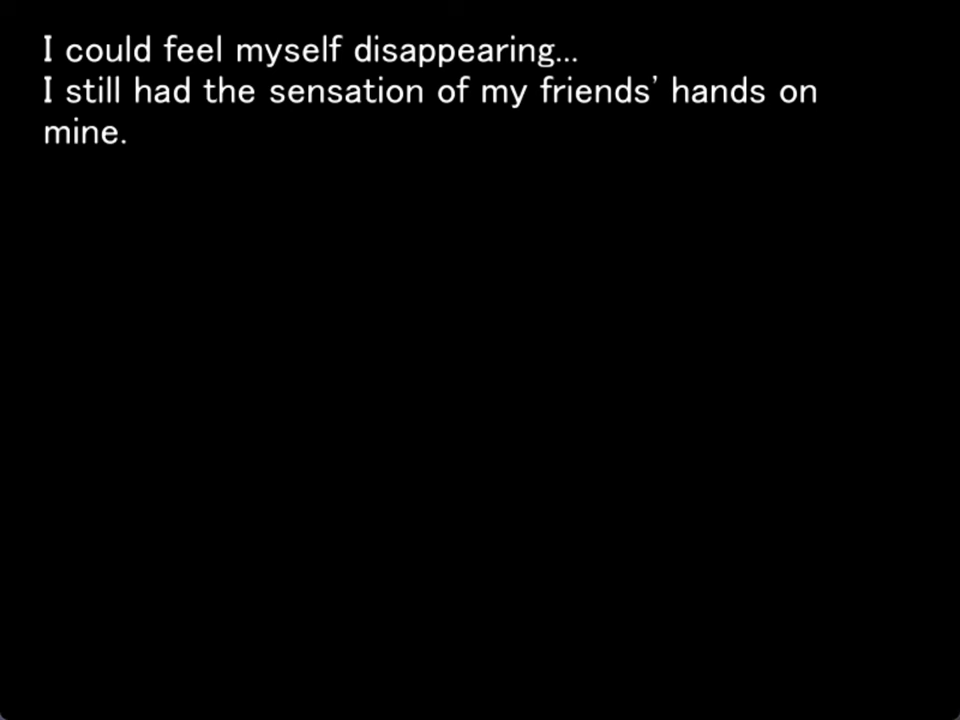 I could feel myself disappearing...
I still had the sensation of my friends' hands on
mine.